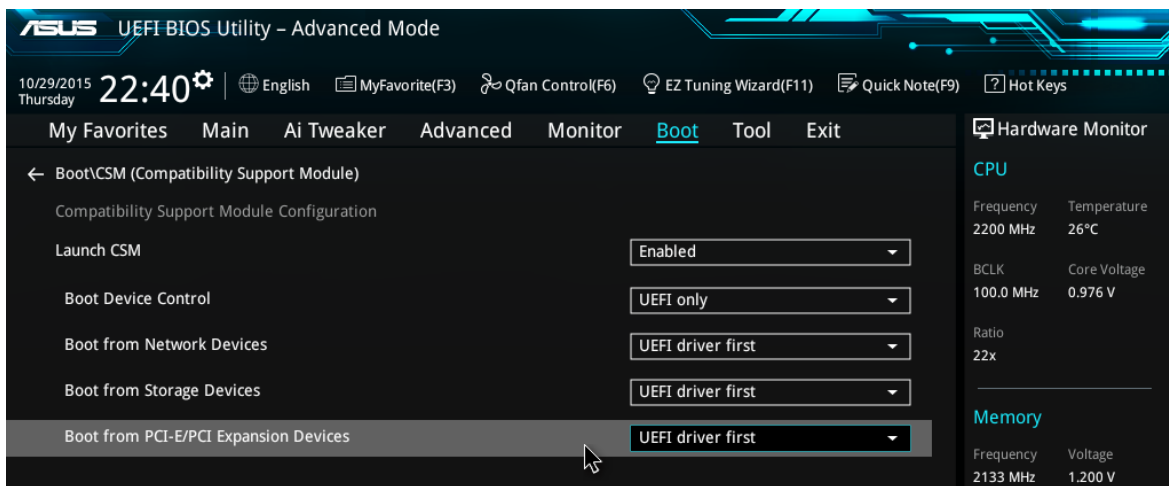 ASUS UEFI BIOS Utility – Advanced Mode
10/29/2015
Thursday
22:40 English MyFavorite(F3) Qfan Control(F6) EZ Tuning Wizard(F11) Quick Note(F9) ? Hot Keys
My Favorites Main Ai Tweaker Advanced Monitor Boot Tool Exit
Boot\CSM (Compatibility Support Module)
Compatibility Support Module Configuration
Launch CSM Enabled
Boot Device Control UEFI only
Boot from Network Devices UEFI driver first
Boot from Storage Devices UEFI driver first
Boot from PCI-E/PCI Expansion Devices UEFI driver first
Hardware Monitor
CPU
Frequency Temperature
2200 MHz 26°C
BCLK Core Voltage
100.0 MHz 0.976 V
Ratio
22x
Memory
Frequency Voltage
2133 MHz 1.200 V